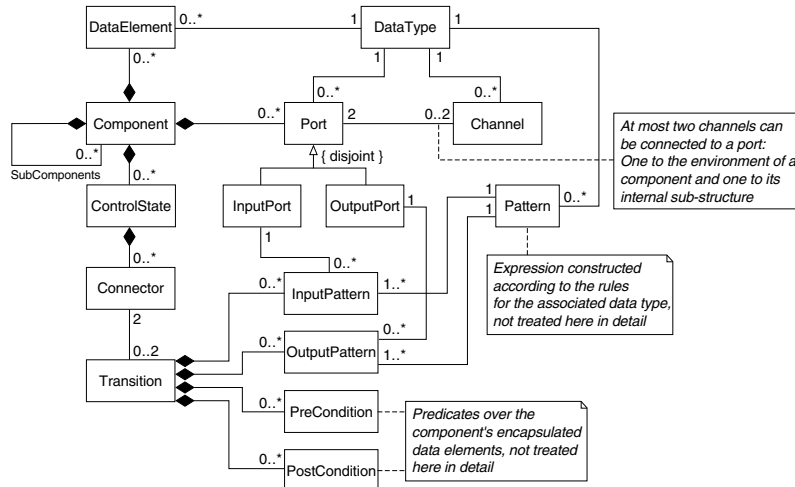 DataElement
0..*
1
DataType
1
0..*
1
1
0..*
0..*
Component
0..*
Port
2
0..2
Channel
At most two channels can
be connected to a port:
One to the environment of a
component and one to its
internal sub-structure
0..*
SubComponents
{ disjoint }
0..*
ControlState
InputPort
OutputPort
1
1
1
Pattern
0..*
1
0..*
Connector
0..*
0..*
InputPattern
1..*
Expression constructed
according to the rules
for the associated data type,
not treated here in detail
2
0..2
0..*
OutputPattern
0..*
1..*
Transition
0..*
PreCondition
Predicates over the
component's encapsulated
data elements, not treated
here in detail
0..*
PostCondition